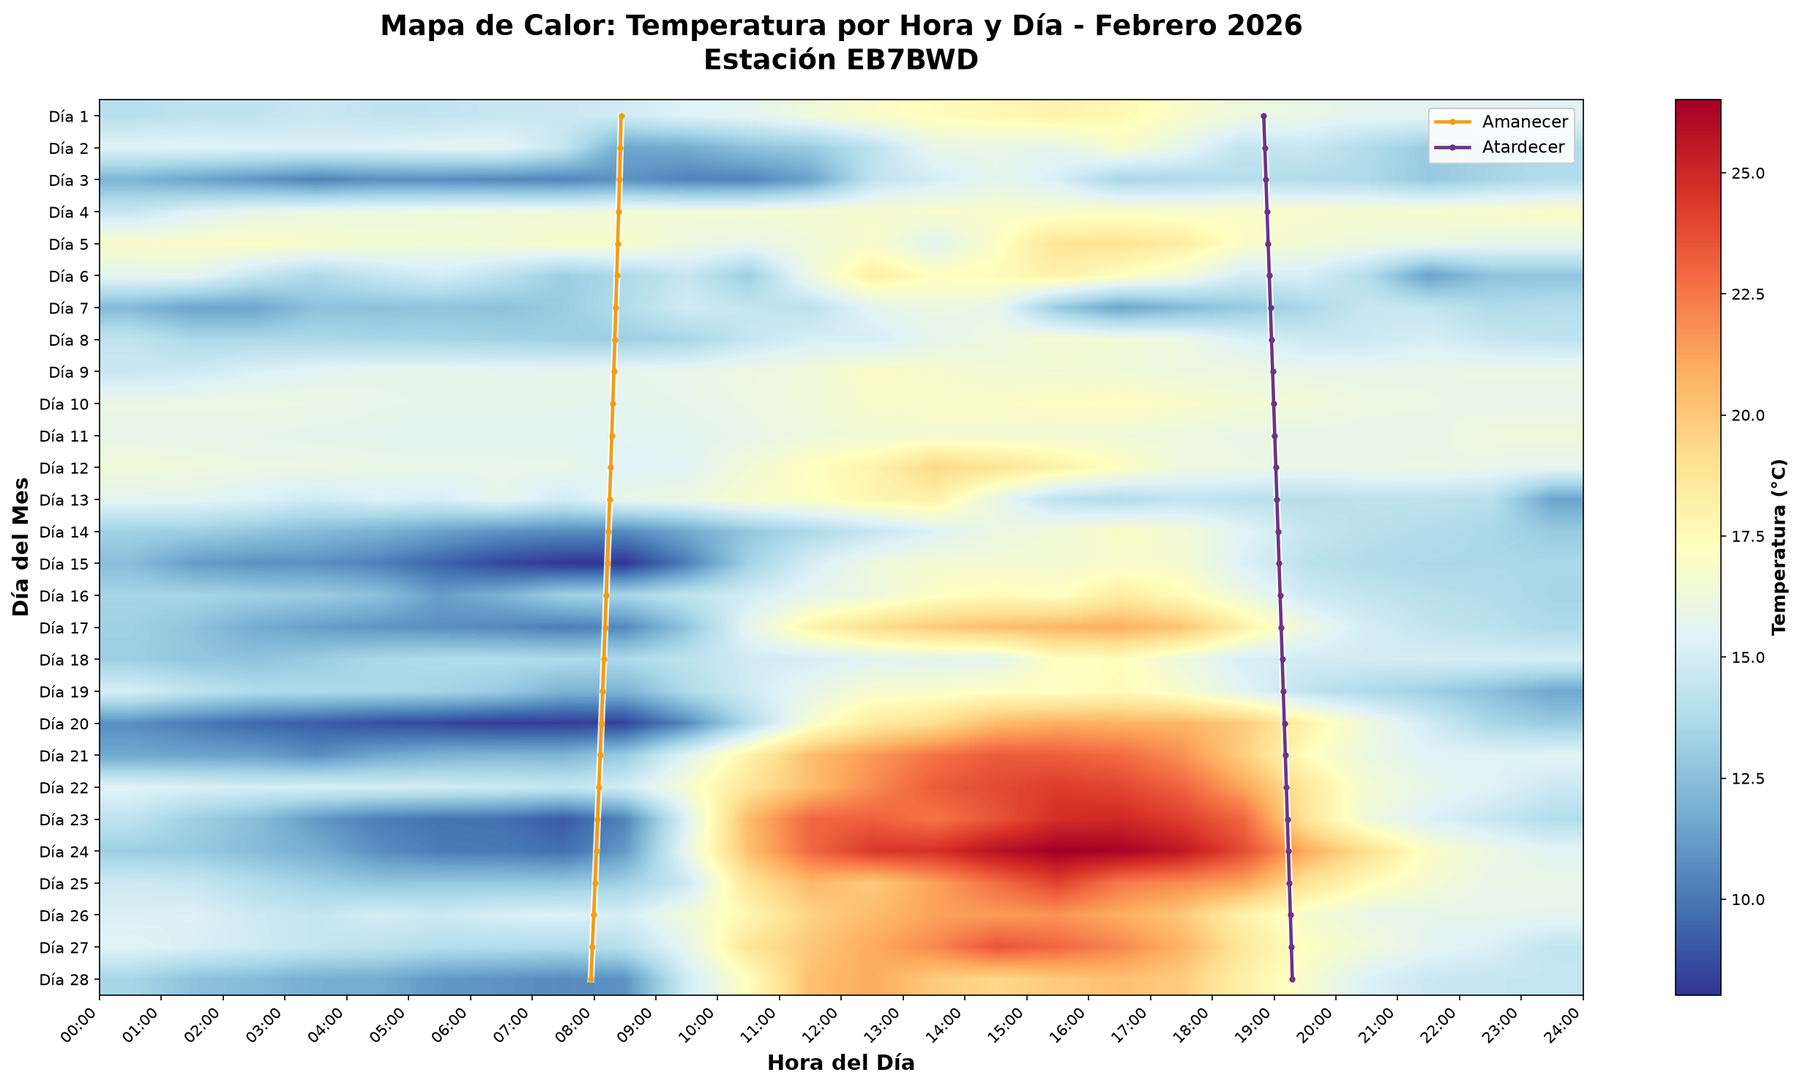 Mapa de Calor: Temperatura por Hora y Día - Febrero 2026
Estación EB7BWD
Amanecer
Atardecer
Día del Mes
Día 1
Día 2
Día 3
Día 4
Día 5
Día 6
Día 7
Día 8
Día 9
Día 10
Día 11
Día 12
Día 13
Día 14
Día 15
Día 16
Día 17
Día 18
Día 19
Día 20
Día 21
Día 22
Día 23
Día 24
Día 25
Día 26
Día 27
Día 28
00:00
01:00
02:00
03:00
04:00
05:00
06:00
07:00
08:00
09:00
10:00
11:00
12:00
13:00
14:00
15:00
16:00
17:00
18:00
19:00
20:00
21:00
22:00
23:00
24:00
Hora del Día
25.0
22.5
20.0
17.5
15.0
12.5
10.0
Temperatura (°C)